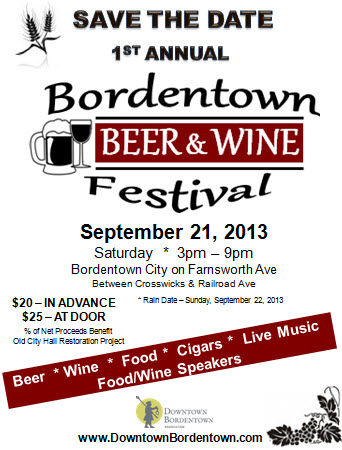 SAVE THE DATE
1ST ANNUAL
Bordentown
BEER & WINE
Festival
September 21, 2013
Saturday * 3pm – 9pm
Bordentown City on Farnsworth Ave
Between Crosswicks & Railroad Ave
$20 – IN ADVANCE
* Rain Date – Sunday, September 22, 2013
$25 – AT DOOR
% of Net Proceeds Benefit
Old City Hall Restoration Project
Beer * Wine * Food * Cigars * Live Music
Food/Wine Speakers
DOWNTOWN
BORDENTOWN
ASSOCIATION
www.DowntownBordentown.com